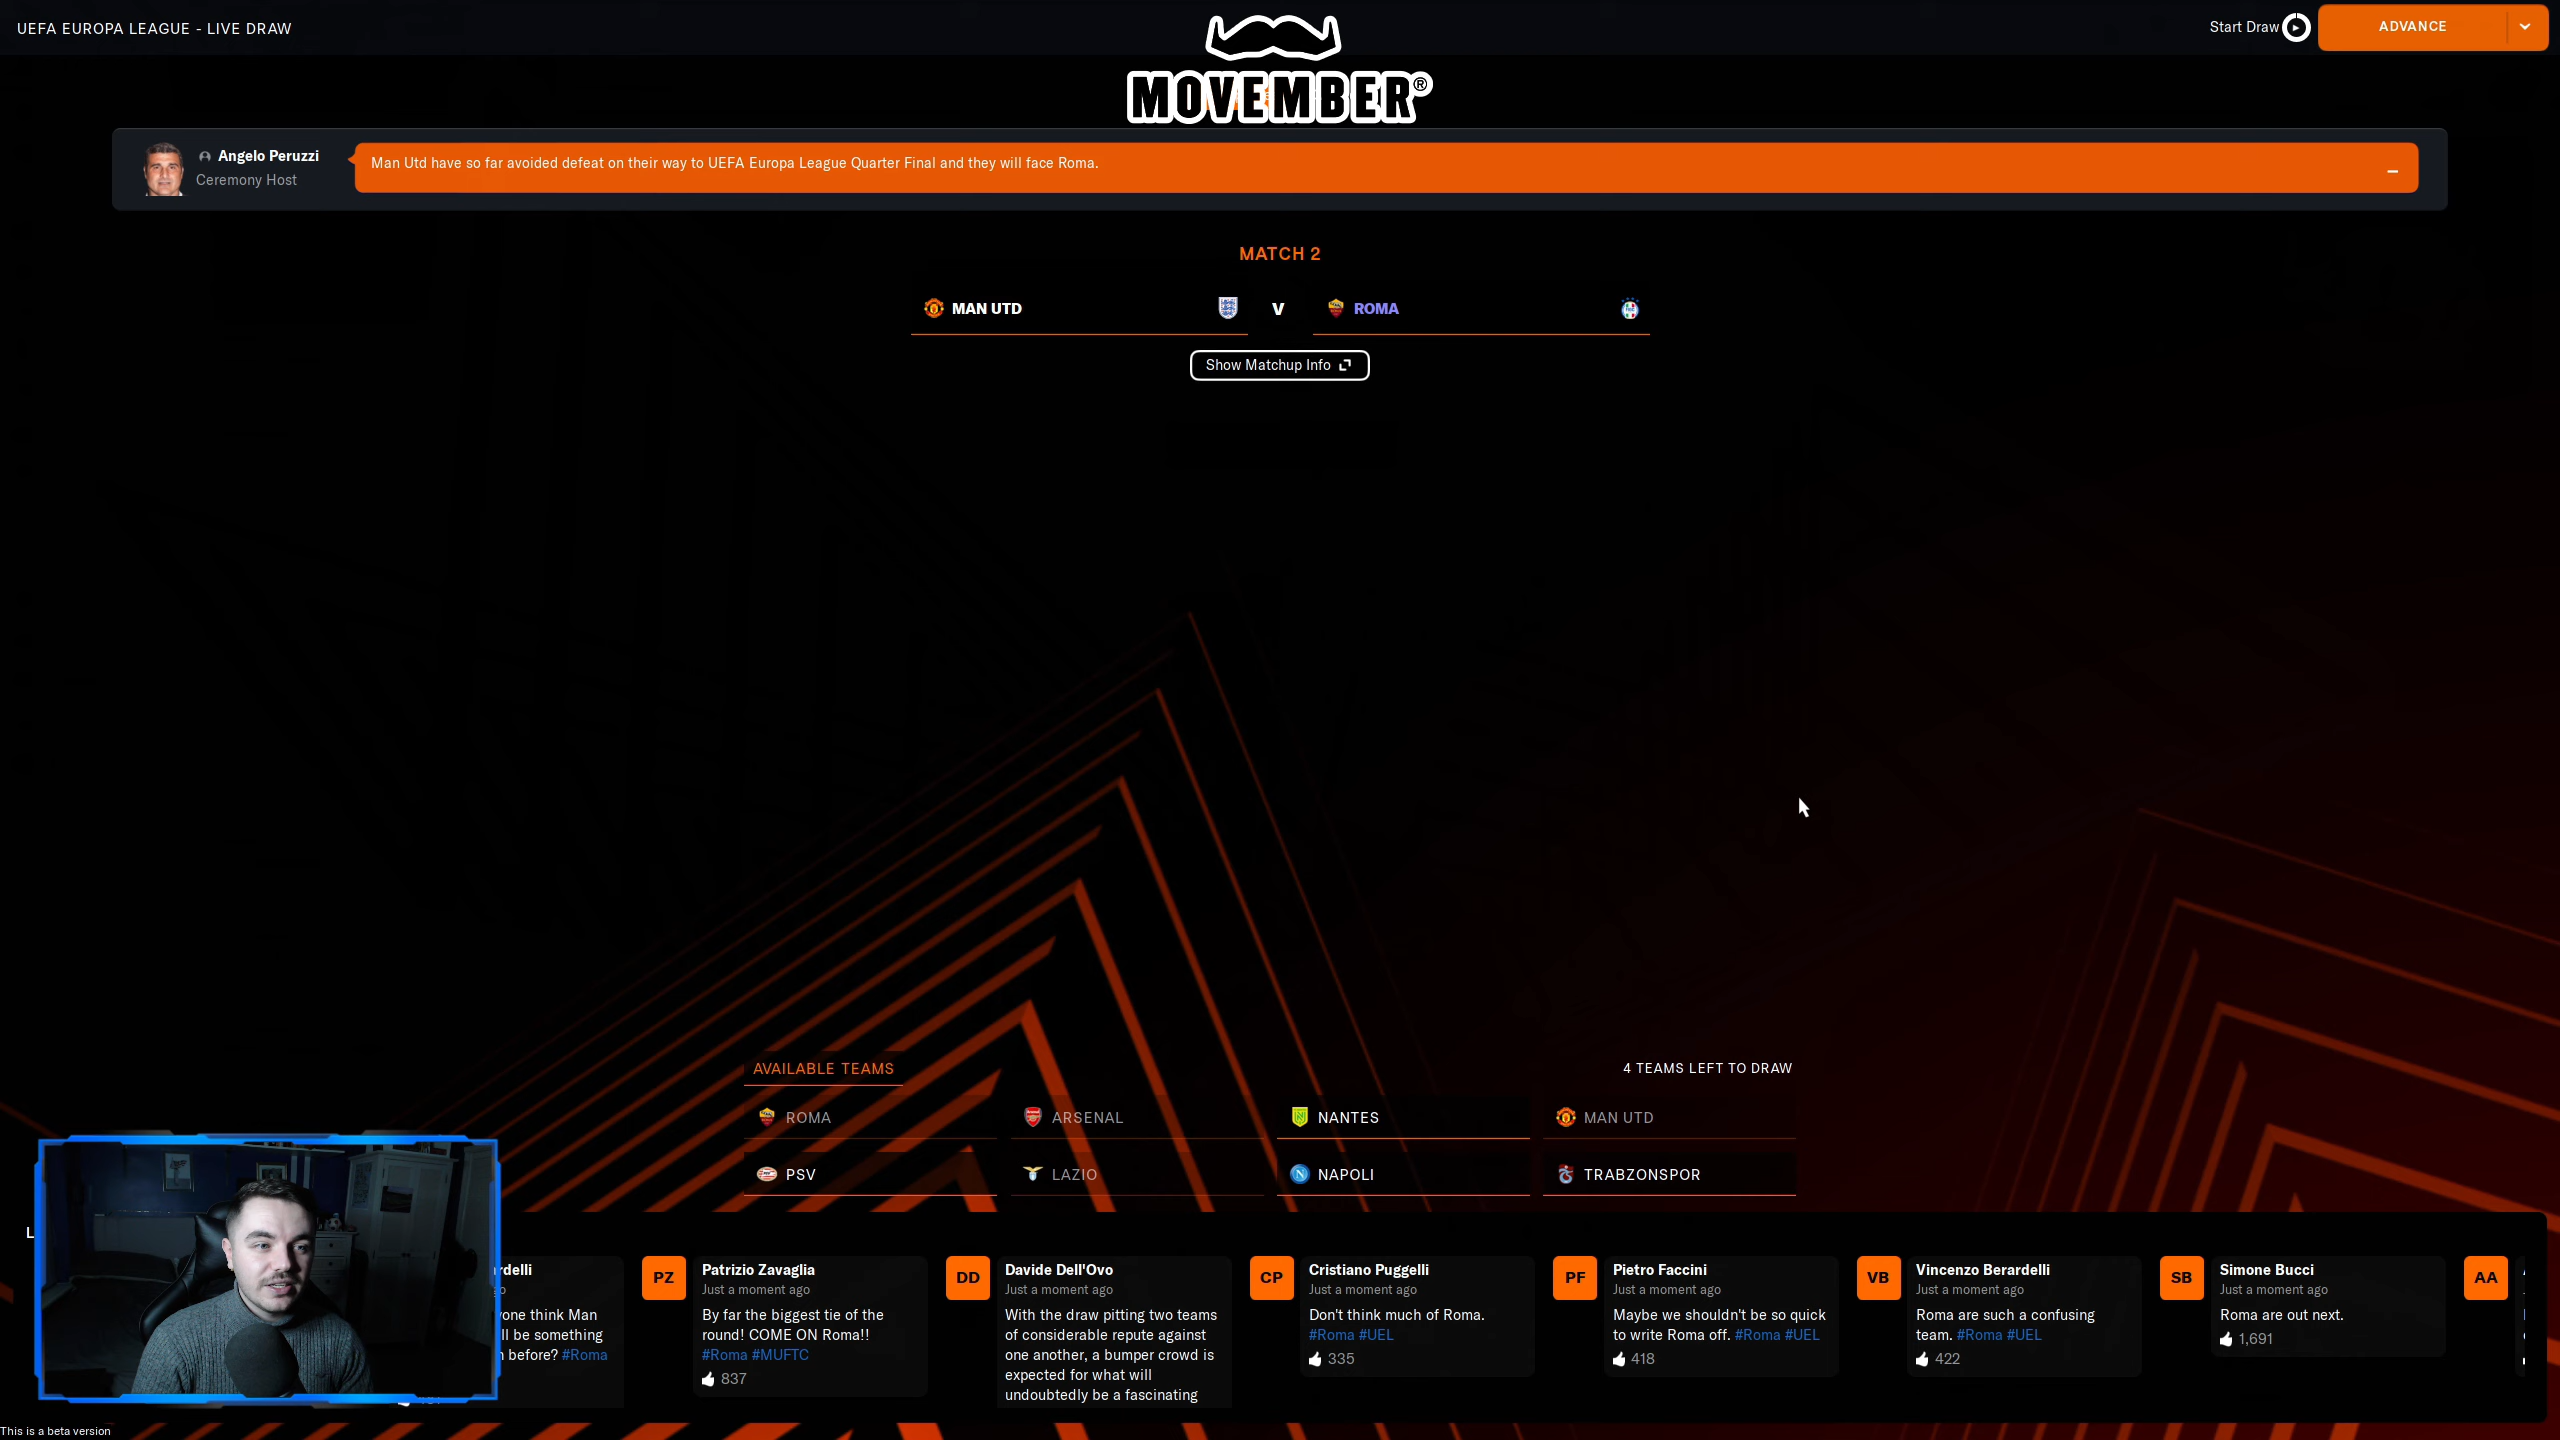 UEFA EUROPA LEAGUE - LIVE DRAW
Start Draw
ADVANCE
MOVEMBER®
Angelo Peruzzi
Ceremony Host
Man Utd have so far avoided defeat on their way to UEFA Europa League Quarter Final and they will face Roma.
MATCH 2
MAN UTD
V
ROMA
Show Matchup Info
AVAILABLE TEAMS
4 TEAMS LEFT TO DRAW
ROMA
ARSENAL
NANTES
MAN UTD
PSV
LAZIO
NAPOLI
TRABZONSPOR
think Man
be something
before? #Roma
PZ
Patrizio Zavaglia
Just a moment ago
By far the biggest tie of the
round! COME ON Roma!!
#Roma #MUFTC
837
DD
Davide Dell'Ovo
Just a moment ago
With the draw pitting two teams
of considerable repute against
one another, a bumper crowd is
expected for what will
undoubtedly be a fascinating
CP
Cristiano Puggelli
Just a moment ago
Don't think much of Roma.
#Roma #UEL
335
PF
Pietro Faccini
Just a moment ago
Maybe we shouldn't be so quick
to write Roma off. #Roma #UEL
418
VB
Vincenzo Berardelli
Just a moment ago
Roma are such a confusing
team. #Roma #UEL
422
SB
Simone Bucci
Just a moment ago
Roma are out next.
1,691
AA
This is a beta version